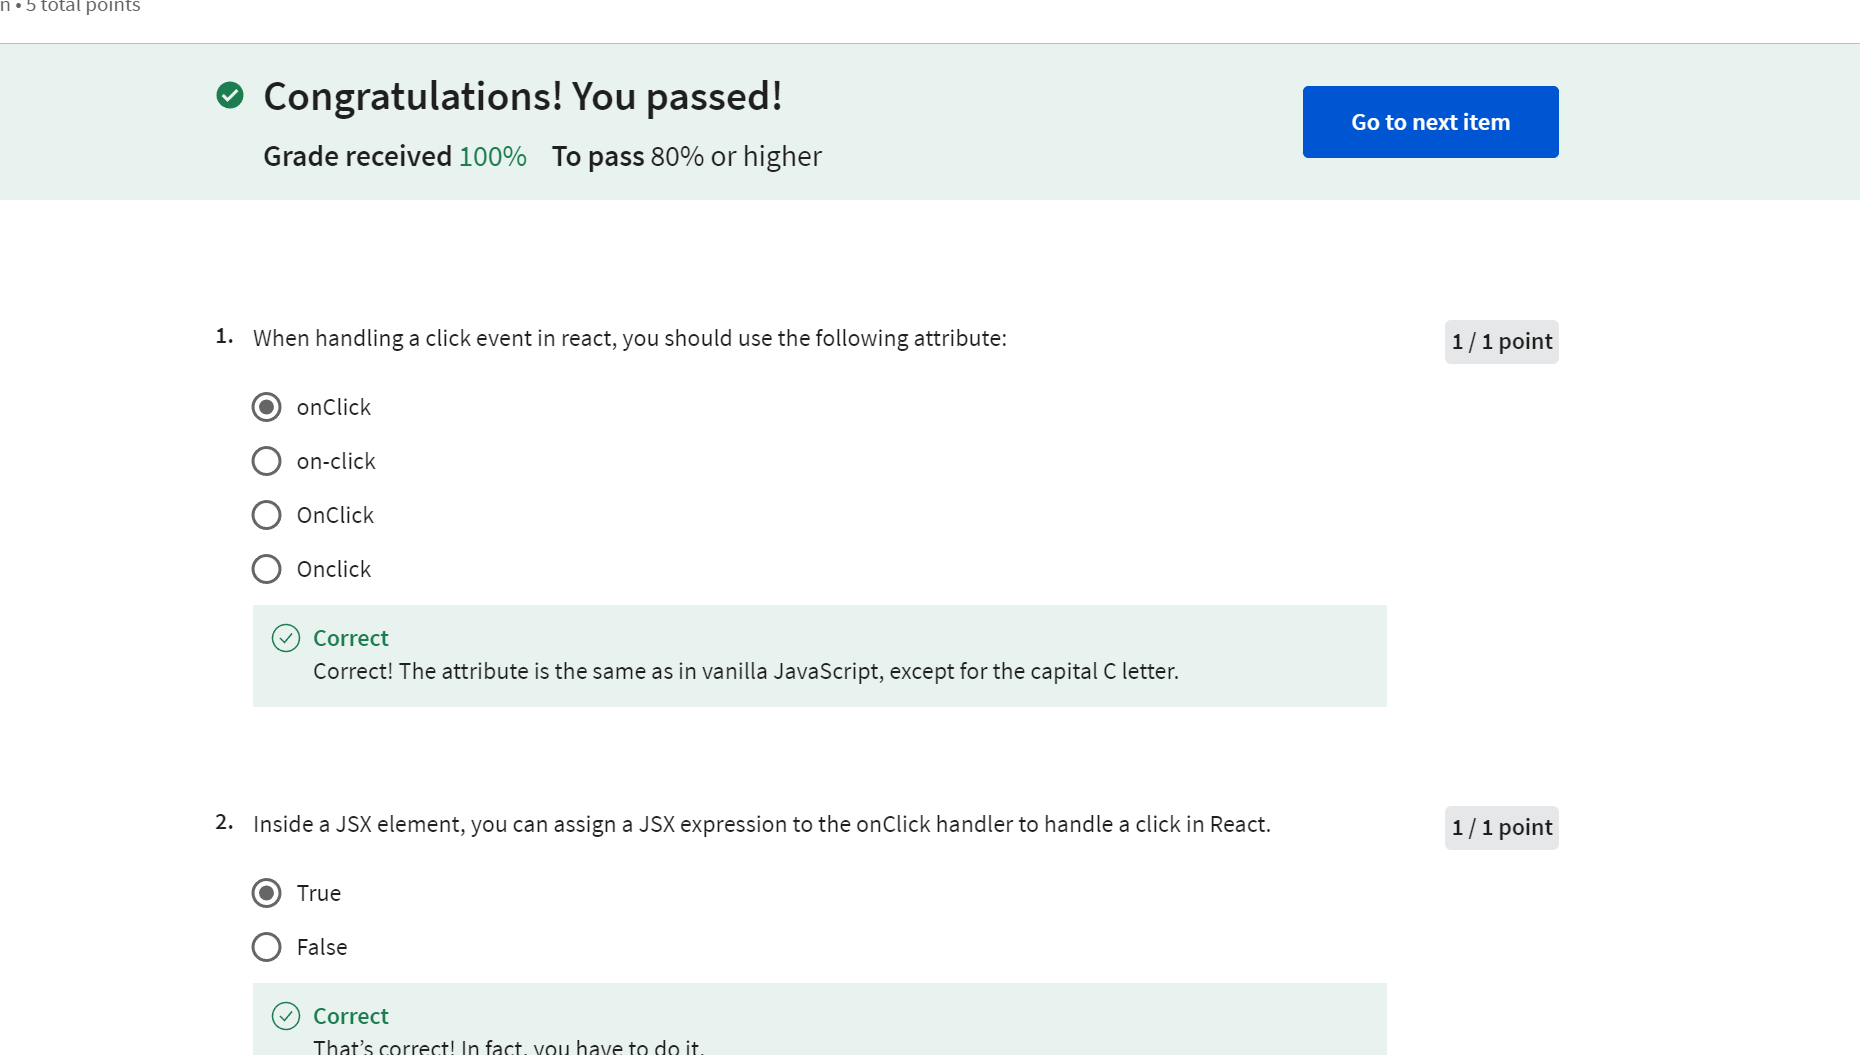 n • 5 total points
Congratulations! You passed!
Grade received 100% To pass 80% or higher
Go to next item
1. When handling a click event in react, you should use the following attribute:
1 / 1 point
onClick
on-click
OnClick
Onclick
Correct
Correct! The attribute is the same as in vanilla JavaScript, except for the capital C letter.
2. Inside a JSX element, you can assign a JSX expression to the onClick handler to handle a click in React.
1 / 1 point
True
False
Correct
That’s correct! In fact, you have to do it.